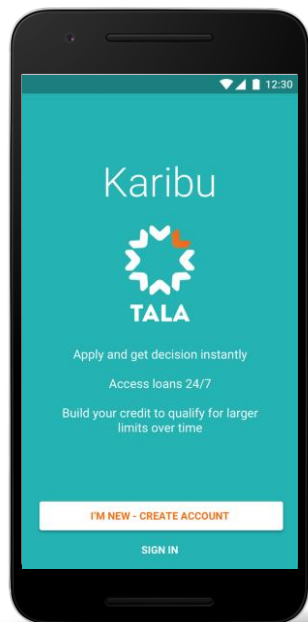 12:30
Karibu
TALA
Apply and get decision instantly
Access loans 24/7
Build your credit to qualify for larger
limits over time
I'M NEW - CREATE ACCOUNT
SIGN IN